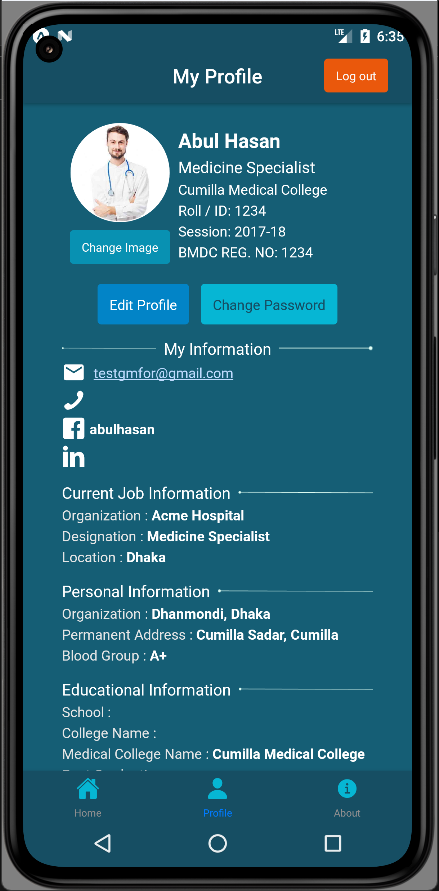 LTE 6:35
My Profile
Log out
Abul Hasan
Medicine Specialist
Cumilla Medical College
Roll / ID: 1234
Session: 2017-18
BMDC REG. NO: 1234
Change Image
Edit Profile
Change Password
My Information
testgmfor@gmail.com
abulhasan
Current Job Information
Organization : Acme Hospital
Designation : Medicine Specialist
Location : Dhaka
Personal Information
Organization : Dhanmondi, Dhaka
Permanent Address : Cumilla Sadar, Cumilla
Blood Group : A+
Educational Information
School :
College Name :
Medical College Name : Cumilla Medical College
Home
Profile
About